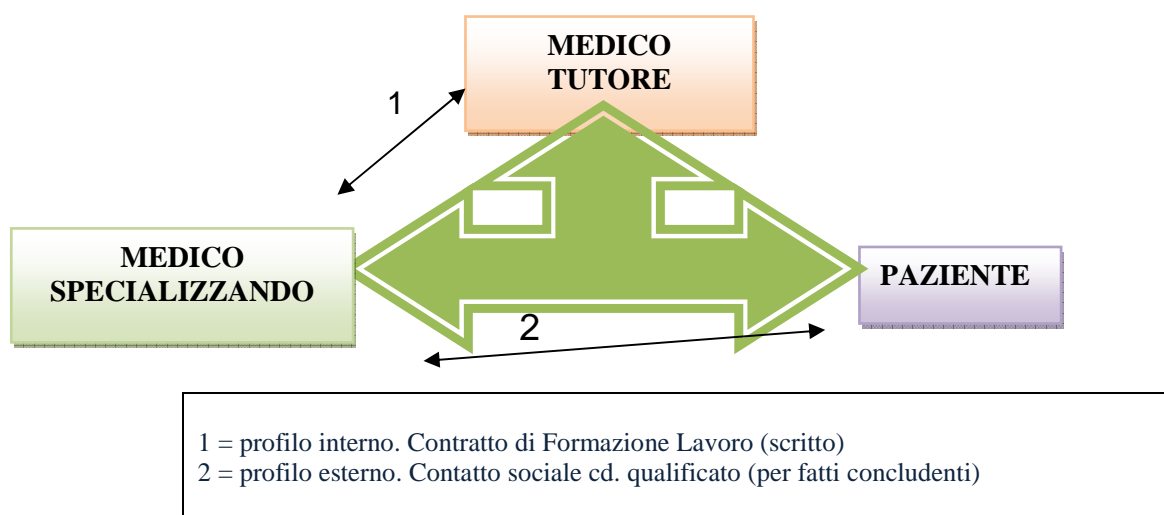 MEDICO
TUTORE
1
MEDICO
SPECIALIZZANDO
PAZIENTE
2
1 = profilo interno. Contratto di Formazione Lavoro (scritto)
2 = profilo esterno. Contatto sociale cd. qualificato (per fatti concludenti)